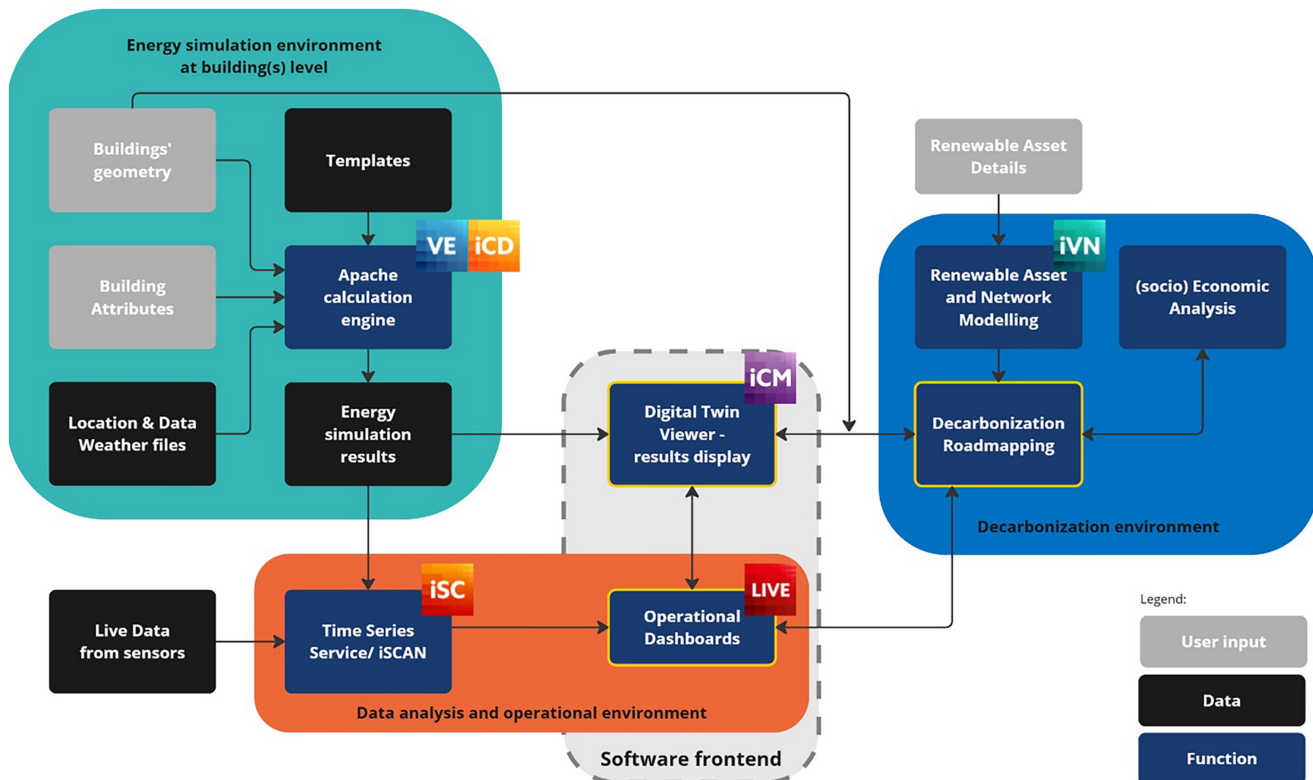 Energy simulation environment
at building(s) level
Buildings'
geometry
Templates
Renewable Asset
Details
VE
iCD
iVN
Building
Attributes
Apache
calculation
engine
Renewable Asset
and Network
Modelling
(socio) Economic
Analysis
iCM
Location & Data
Weather files
Energy
simulation
results
Digital Twin
Viewer -
results display
Decarbonization
Roadmapping
Decarbonization environment
iSC
LIVE
Live Data
from sensors
Time Series
Service/ iSCAN
Operational
Dashboards
Data analysis and operational environment
Software frontend
Legend:
User input
Data
Function